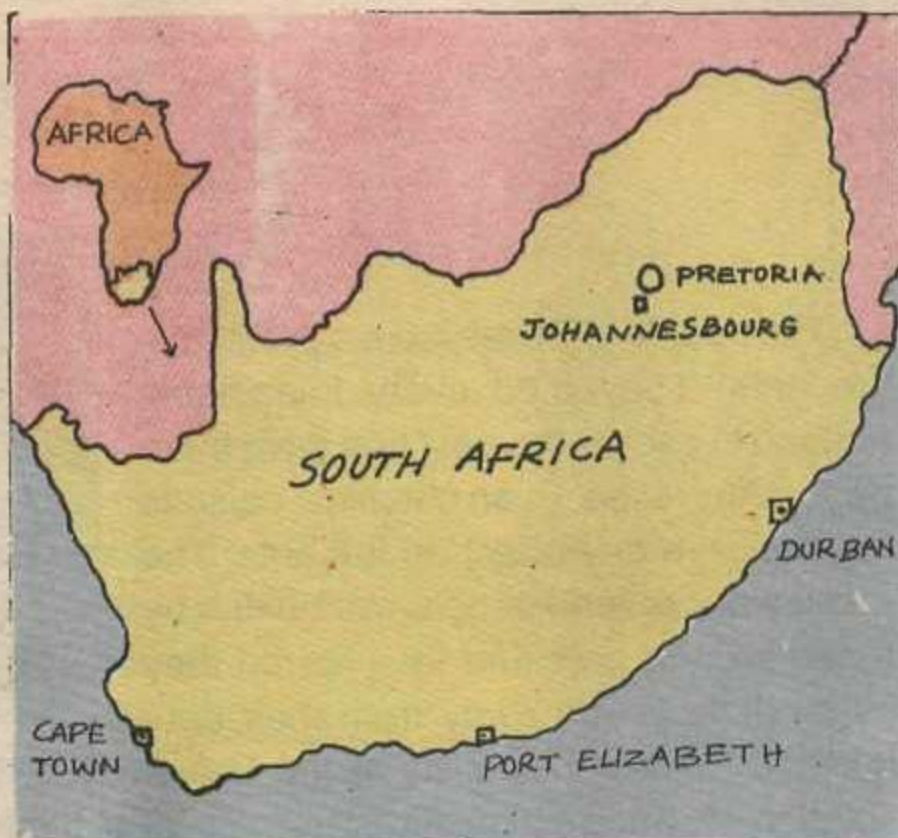 AFRICA
PRETORIA
JOHANNESBOURG
SOUTH AFRICA
DURBAN
CAPE
TOWN
PORT ELIZABETH